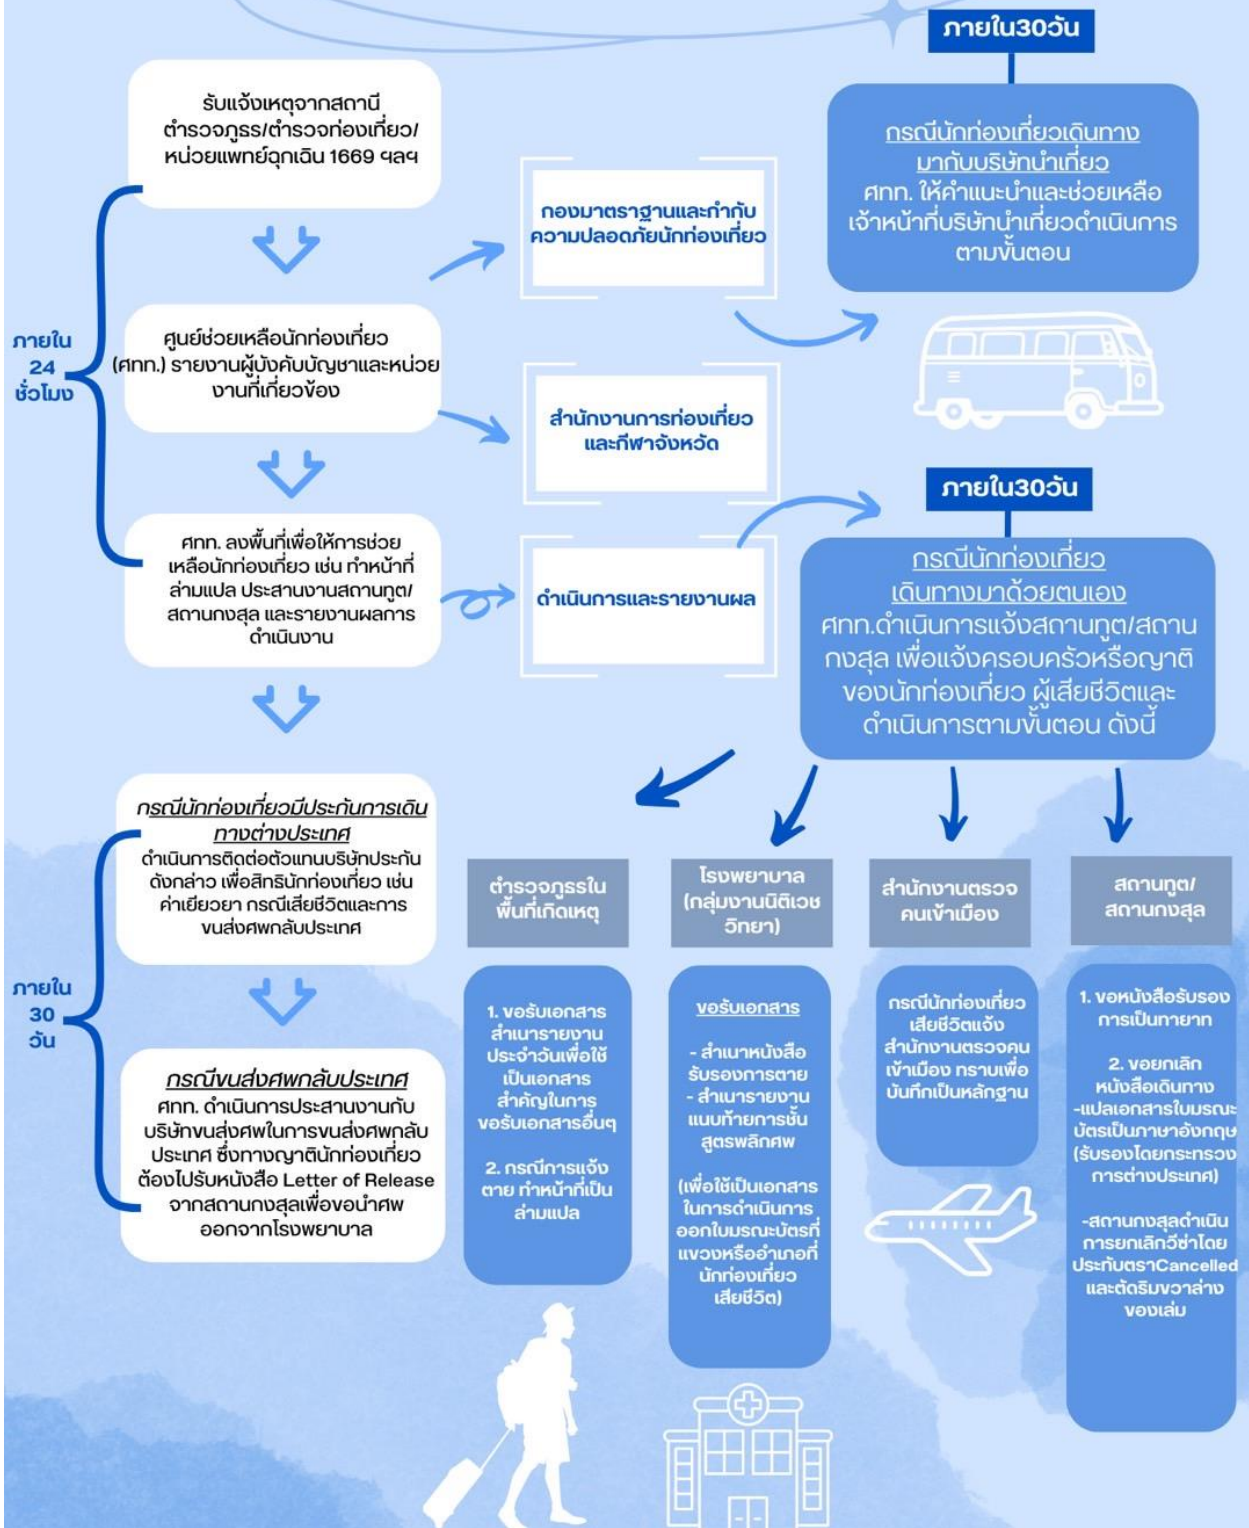 ภายใน30วัน
รับแจ้งเหตุจากสถานี
ตำรวจภูธร/ตำรวจท่องเที่ยว/
หน่วยแพทย์ฉุกเฉิน 1669 ฯลฯ
กรณีนักท่องเที่ยวเดินทาง
มากับบริษัทนำเที่ยว
ศทท. ให้คำแนะนำและช่วยเหลือ
เจ้าหน้าที่บริษัทนำเที่ยวดำเนินการ
ตามขั้นตอน
กองมาตราฐานและกำกับ
ความปลอดภัยนักท่องเที่ยว
ภายใน
24
ชั่วโมง
ศูนย์ช่วยเหลือนักท่องเที่ยว
(ศทท.) รายงานผู้บังคับบัญชาและหน่วย
งานที่เกี่ยวข้อง
สำนักงานการท่องเที่ยว
และกีฬาจังหวัด
ภายใน30วัน
ศทท. ลงพื้นที่เพื่อให้การช่วย
เหลือนักท่องเที่ยว เช่น ทำหน้าที่
ล่ามแปล ประสานงานสถานทูต/
สถานกงสุล และรายงานผลการ
ดำเนินงาน
ดำเนินการและรายงานผล
กรณีนักท่องเที่ยว
เดินทางมาด้วยตนเอง
ศทท.ดำเนินการแจ้งสถานทูต/สถาน
กงสุล เพื่อแจ้งครอบครัวหรือญาติ
ของนักท่องเที่ยว ผู้เสียชีวิตและ
ดำเนินการตามขั้นตอน ดังนี้
กรณีนักท่องเที่ยวมีประกันการเดิน
ทางต่างประเทศ
ดำเนินการติดต่อตัวแทนบริษัทประกัน
ดังกล่าว เพื่อสิทธินักท่องเที่ยว เช่น
ค่าเยียวยา กรณีเสียชีวิตและการ
ขนส่งศพกลับประเทศ
ภายใน
30
วัน
กรณีขนส่งศพกลับประเทศ
ศทท. ดำเนินการประสานงานกับ
บริษัทขนส่งศพในการขนส่งศพกลับ
ประเทศ ซึ่งทางญาตินักท่องเที่ยว
ต้องไปรับหนังสือ Letter of Release
จากสถานกงสุลเพื่อขอนำศพ
ออกจากโรงพยาบาล
ตำรวจภูธรใน
พื้นที่เกิดเหตุ
1. ขอรับเอกสาร
สำเนารายงาน
ประจำวันเพื่อใช้
เป็นเอกสาร
สำคัญในการ
ขอรับเอกสารอื่นๆ
2. กรณีการแจ้ง
ตาย ทำหน้าที่เป็น
ล่ามแปล
โรงพยาบาล
(กลุ่มงานนิติเวช
วิทยา)
ขอรับเอกสาร
- สำเนาหนังสือ
รับรองการตาย
- สำเนารายงาน
แนบท้ายการชั้น
สูตรพลิกศพ
(เพื่อใช้เป็นเอกสาร
ในการดำเนินการ
ออกใบมรณะบัตรที่
แขวงหรืออำเภอที่
นักท่องเที่ยว
เสียชีวิต)
สำนักงานตรวจ
คนเข้าเมือง
กรณีนักท่องเที่ยว
เสียชีวิตแจ้ง
สำนักงานตรวจคน
เข้าเมือง ทราบเพื่อ
บันทึกเป็นหลักฐาน
สถานทูต/
สถานกงสุล
1. ขอหนังสือรับรอง
การเป็นทายาท
2. ขอยกเลิก
หนังสือเดินทาง
-แปลเอกสารใบมรณะ
บัตรเป็นภาษาอังกฤษ
(รับรองโดยกระทรวง
การต่างประเทศ)
-สถานกงสุลดำเนิน
การยกเลิกวีซ่าโดย
ประทับตราCancelled
และตัดริมขวาล่าง
ของเล่ม